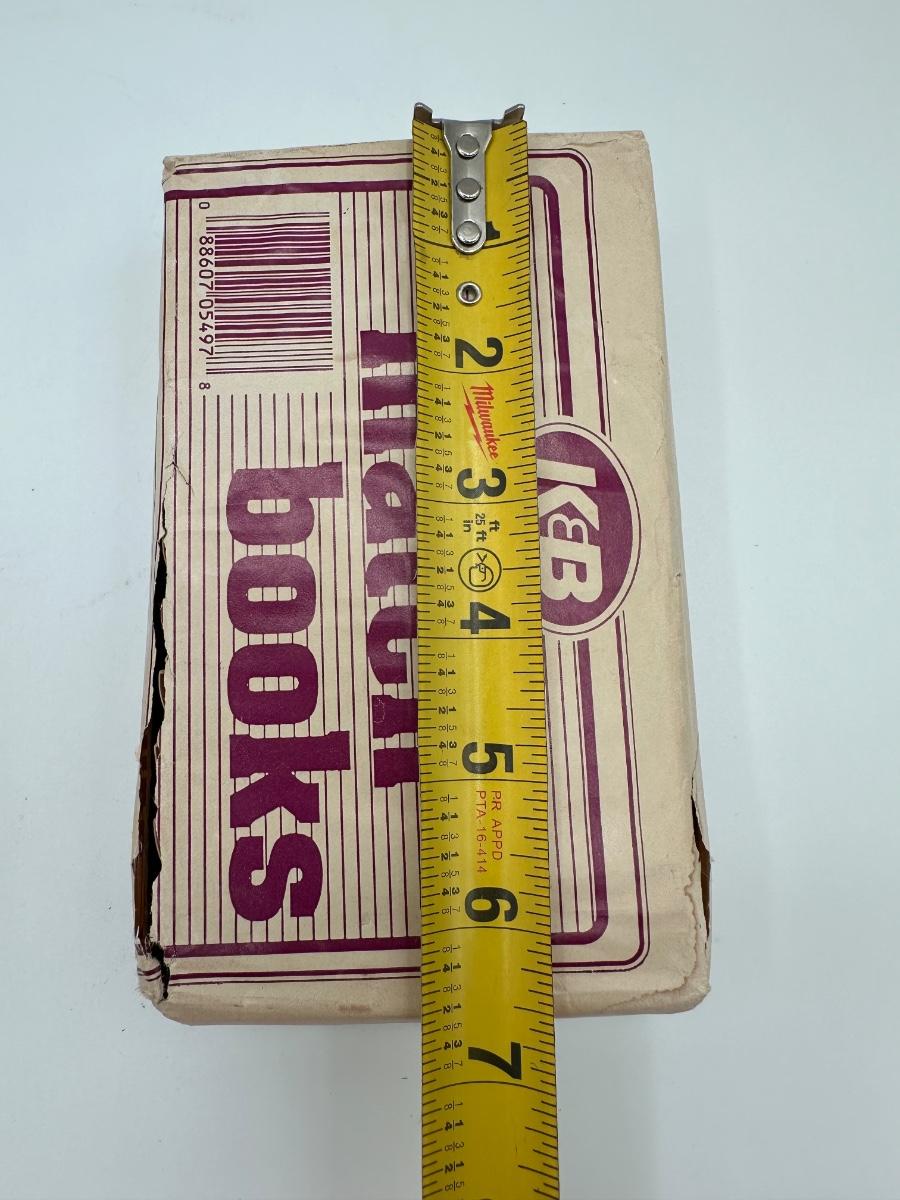 0 88607 05497 8
match
books
K&B
1
2
Milwaukee
3
ft
25 ft
in
4
5
PR APPD
PTA-16-414
6
7